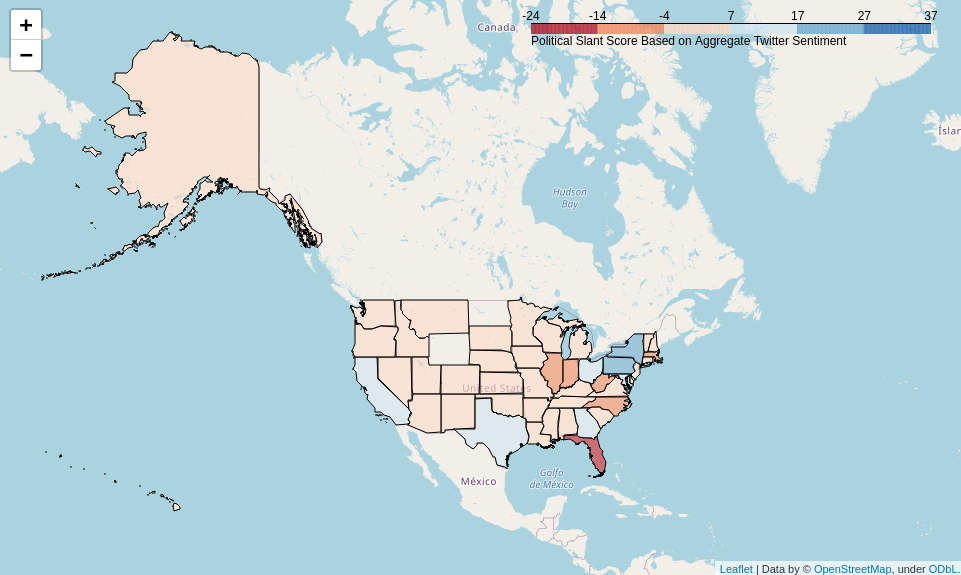 +
−
Canada
-24 -14 -4 7 17 27 37
Political Slant Score Based on Aggregate Twitter Sentiment
Hudson
Bay
United States
Golfo
de México
México
Leaflet | Data by © OpenStreetMap, under ODbL.